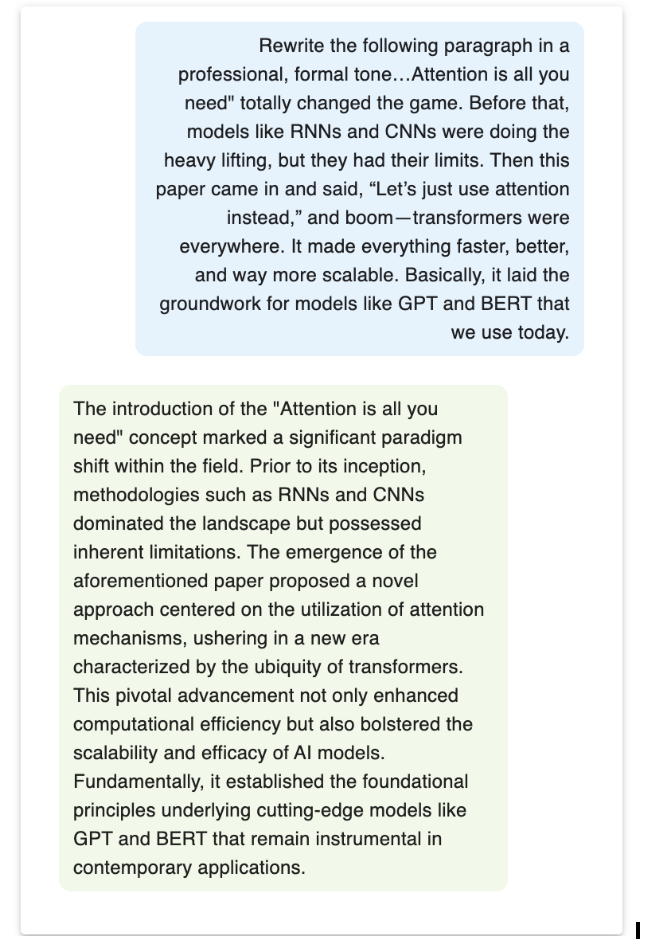 Rewrite the following paragraph in a
professional, formal tone…Attention is all you
need" totally changed the game. Before that,
models like RNNs and CNNs were doing the
heavy lifting, but they had their limits. Then this
paper came in and said, “Let’s just use attention
instead,” and boom—transformers were
everywhere. It made everything faster, better,
and way more scalable. Basically, it laid the
groundwork for models like GPT and BERT that
we use today.
The introduction of the "Attention is all you
need" concept marked a significant paradigm
shift within the field. Prior to its inception,
methodologies such as RNNs and CNNs
dominated the landscape but possessed
inherent limitations. The emergence of the
aforementioned paper proposed a novel
approach centered on the utilization of attention
mechanisms, ushering in a new era
characterized by the ubiquity of transformers.
This pivotal advancement not only enhanced
computational efficiency but also bolstered the
scalability and efficacy of AI models.
Fundamentally, it established the foundational
principles underlying cutting-edge models like
GPT and BERT that remain instrumental in
contemporary applications.